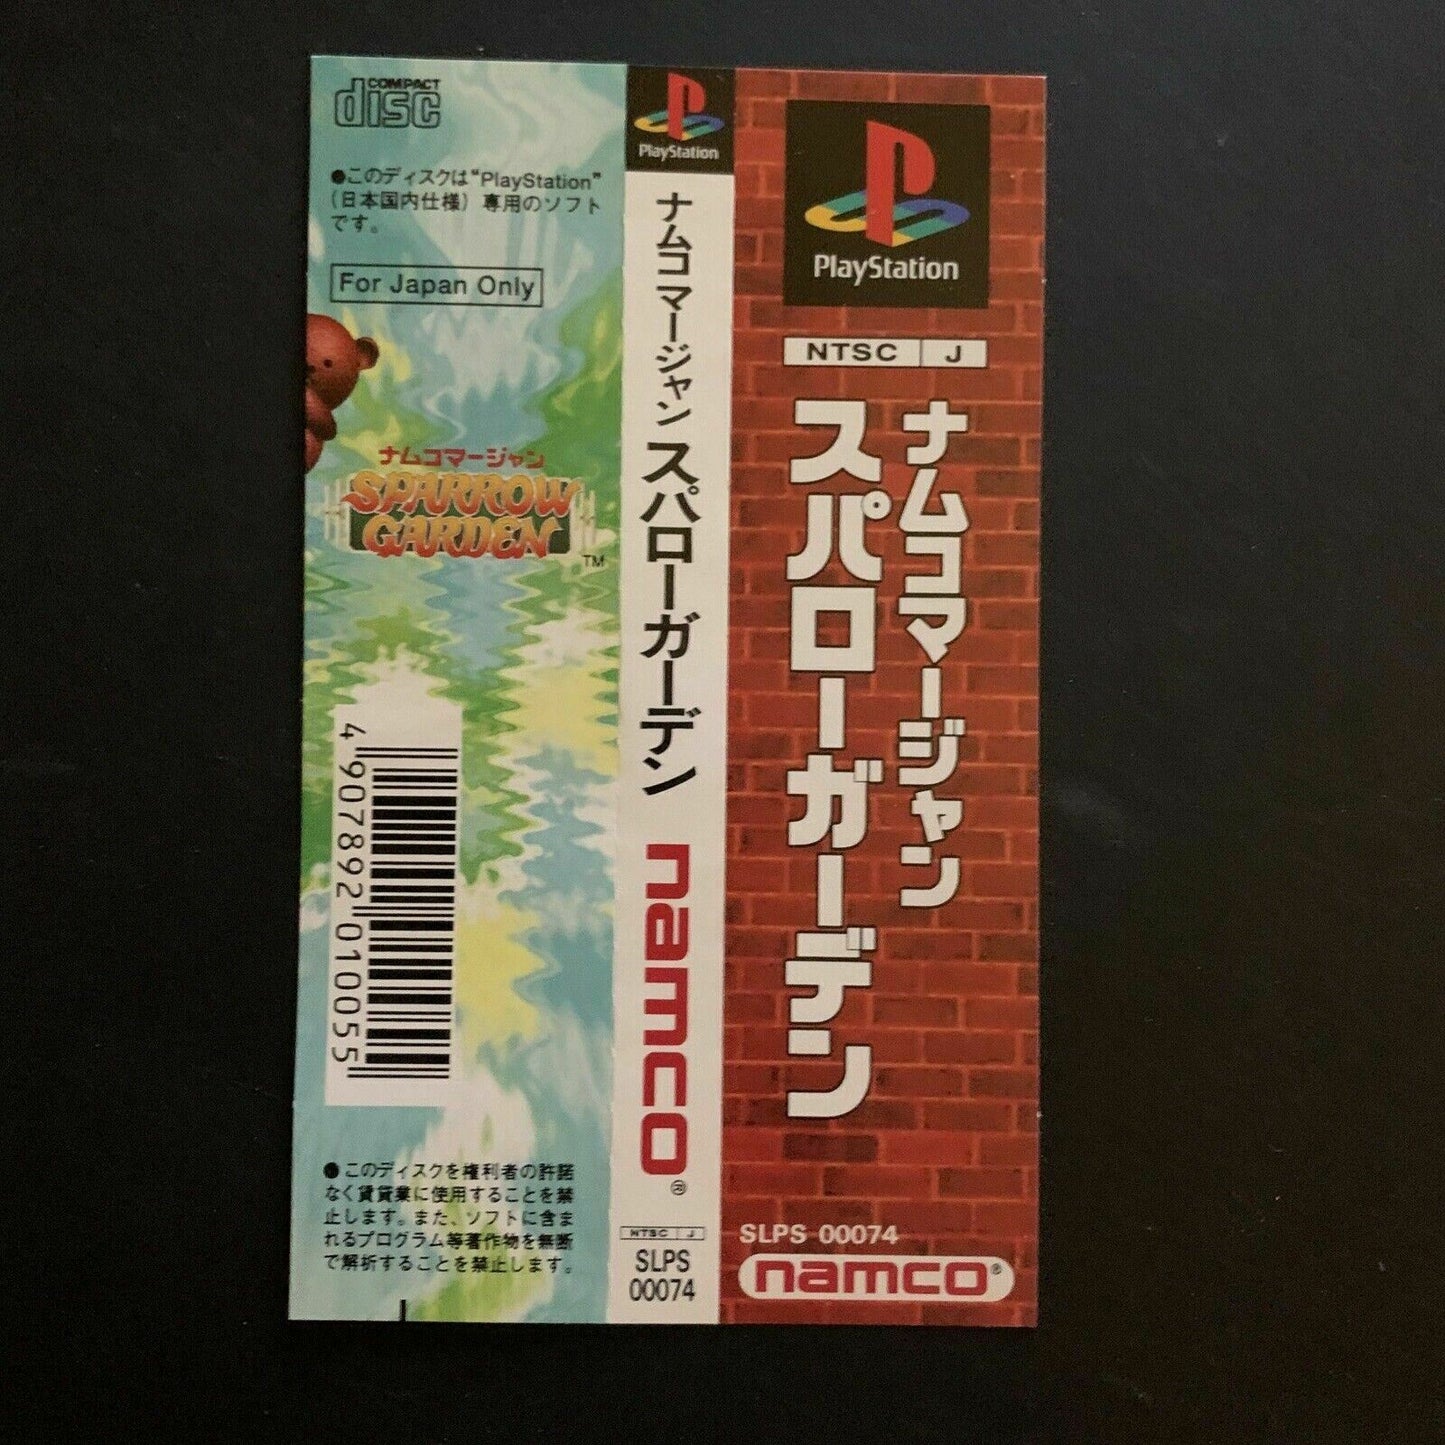 COMPACT
disc
●このディスクは"PlayStation"
(日本国内仕様) 専用のソフト
です。
For Japan Only
ナムコマージャン
SPARROW
GARDEN
TM
4 907892 010055
●このディスクを権利者の許諾
なく賃貸業に使用することを禁
止します。また、ソフトに含ま
れるプログラム等著作物を無断
で解析することを禁止します。
PlayStation
ナムコマージャン スパローガーデン
namco®
NTSC J
SLPS
00074
PlayStation
NTSC J
ナムコマージャン
スパローガーデン
SLPS 00074
namco®